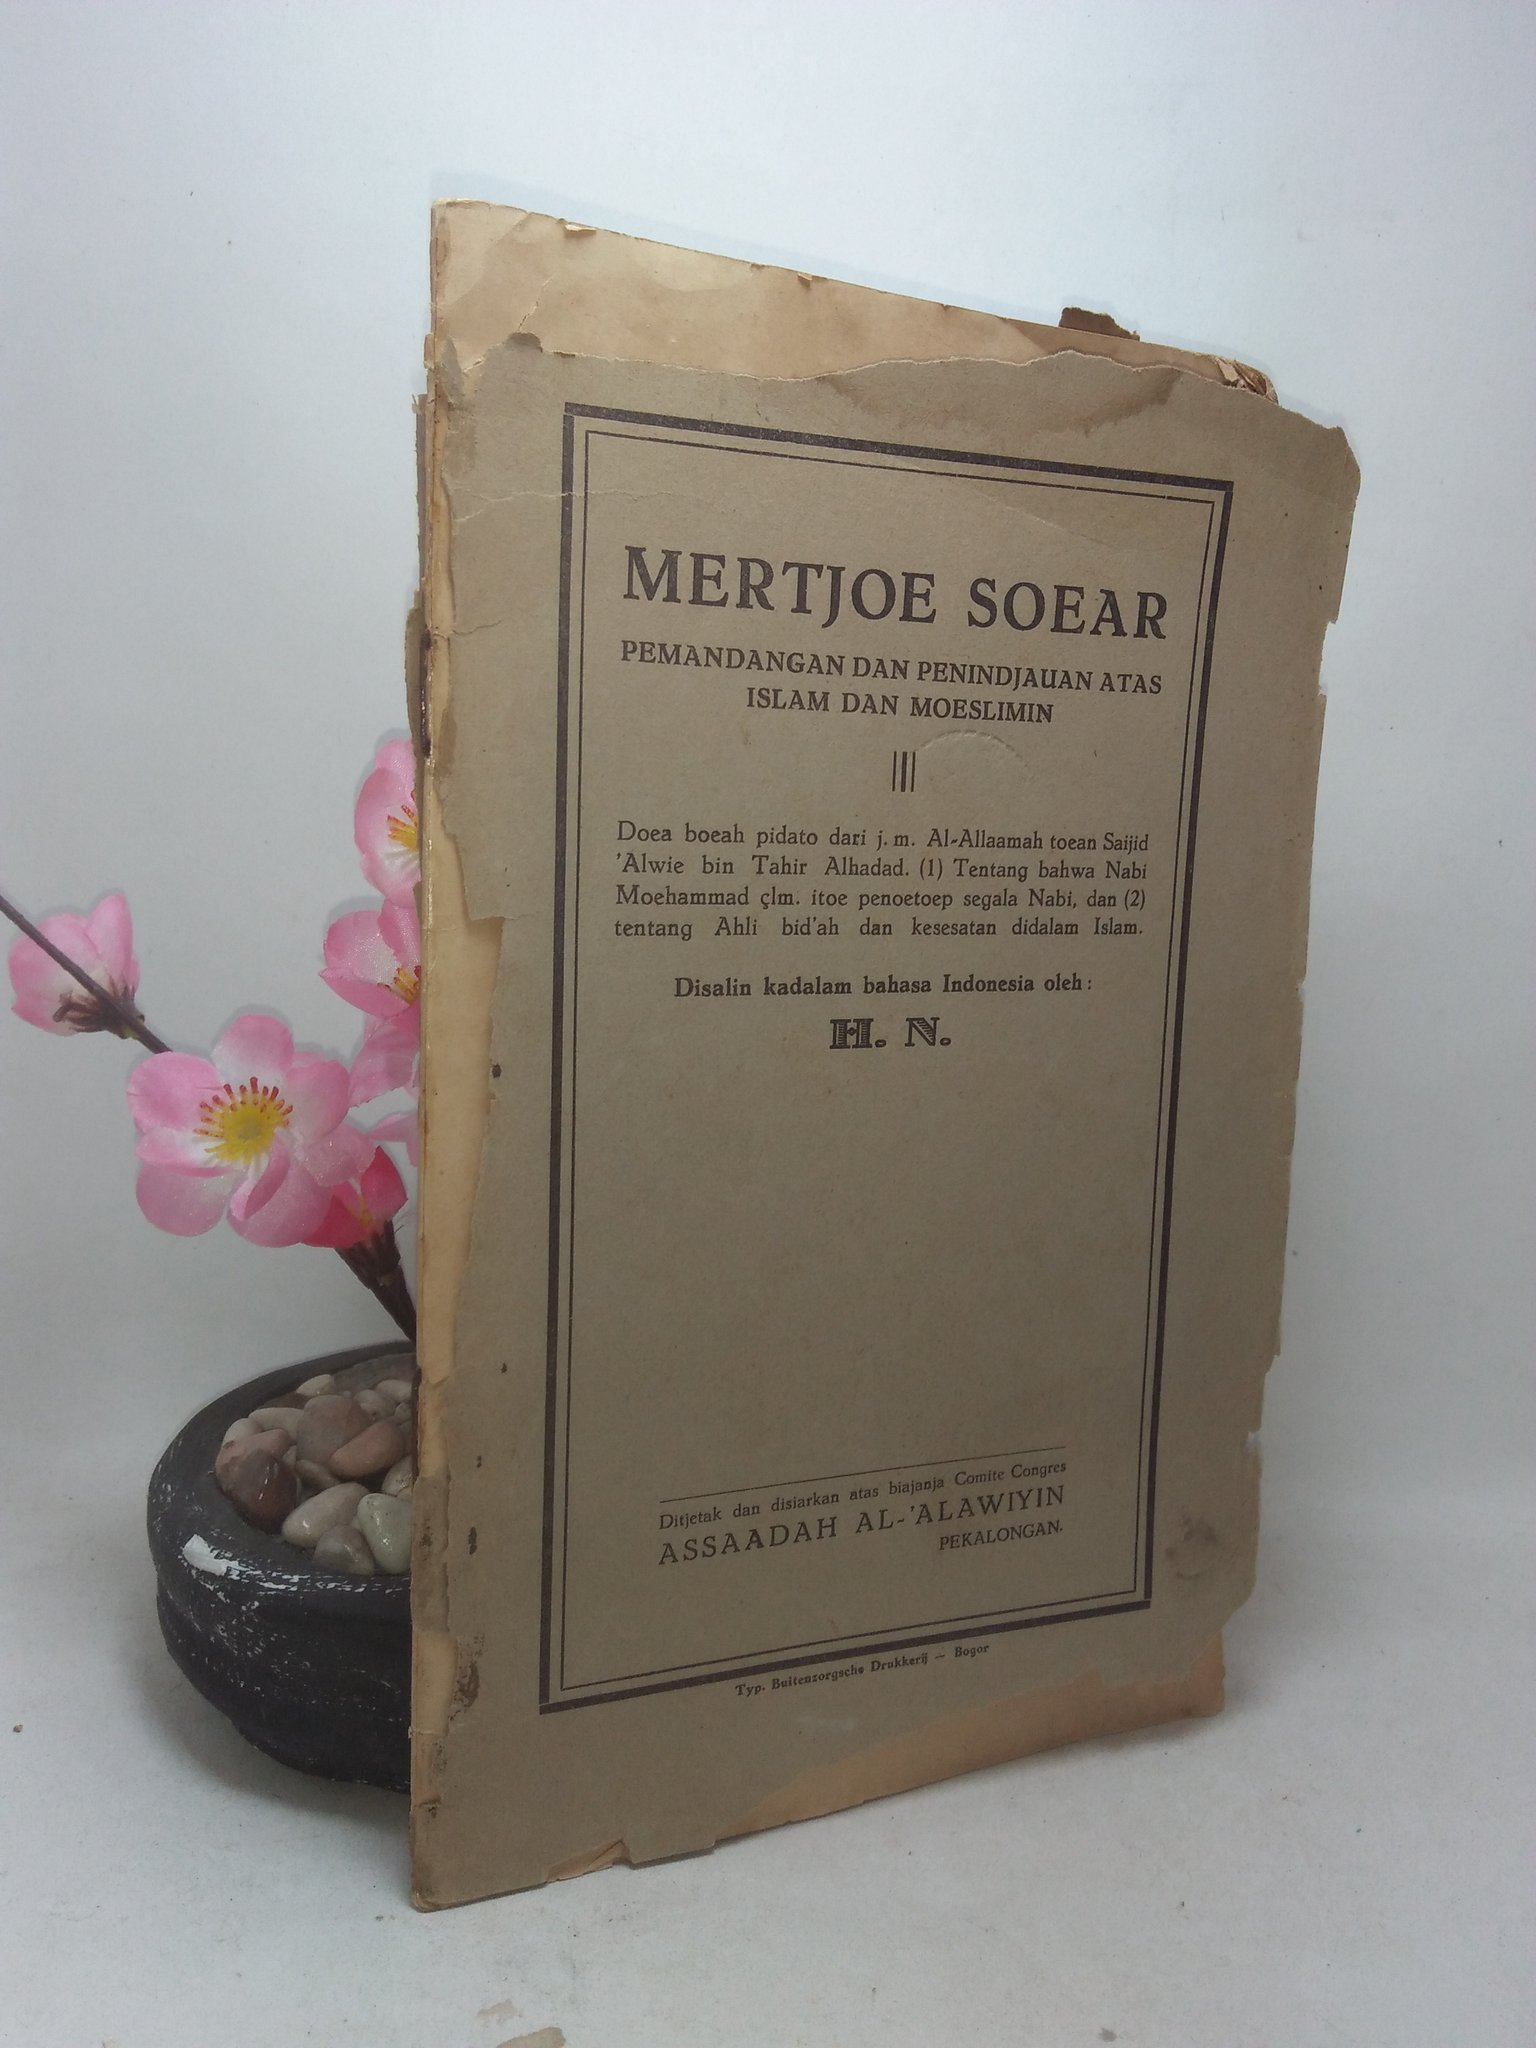 MERTJOE SOEAR
PEMANDANGAN DAN PENINDJAUAN ATAS
ISLAM DAN MOESLIMIN
Doea boeah pidato dari j. m. Al-Allaamah toean Saijid
'Alwie bin Tahir Alhadad. (1) Tentang bahwa Nabi
Moehammad çlm. itoe penoetoep segala Nabi, dan (2)
tentang Ahli bid'ah dan kesesatan didalam Islam.
Disalin kadalam bahasa Indonesia oleh:
H. N.
Ditjetak dan disiarkan atas biajanja Comite Congres
ASSAADAH AL-'ALAWIYIN
PEKALONGAN.
Typ. Buitenzorgsche Drukkerij — Bogor